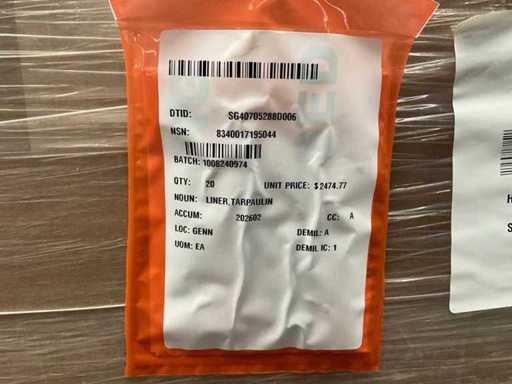 DTID: SG40705288D006
NSN: 8340017195044
BATCH: 1008240974
QTY: 20 UNIT PRICE: $ 2474.77
NOUN: LINER,TARPAULIN
ACCUM: 202602 CC: A
LOC: GENN DEMIL: A
UOM: EA DEMIL IC: 1
H
S